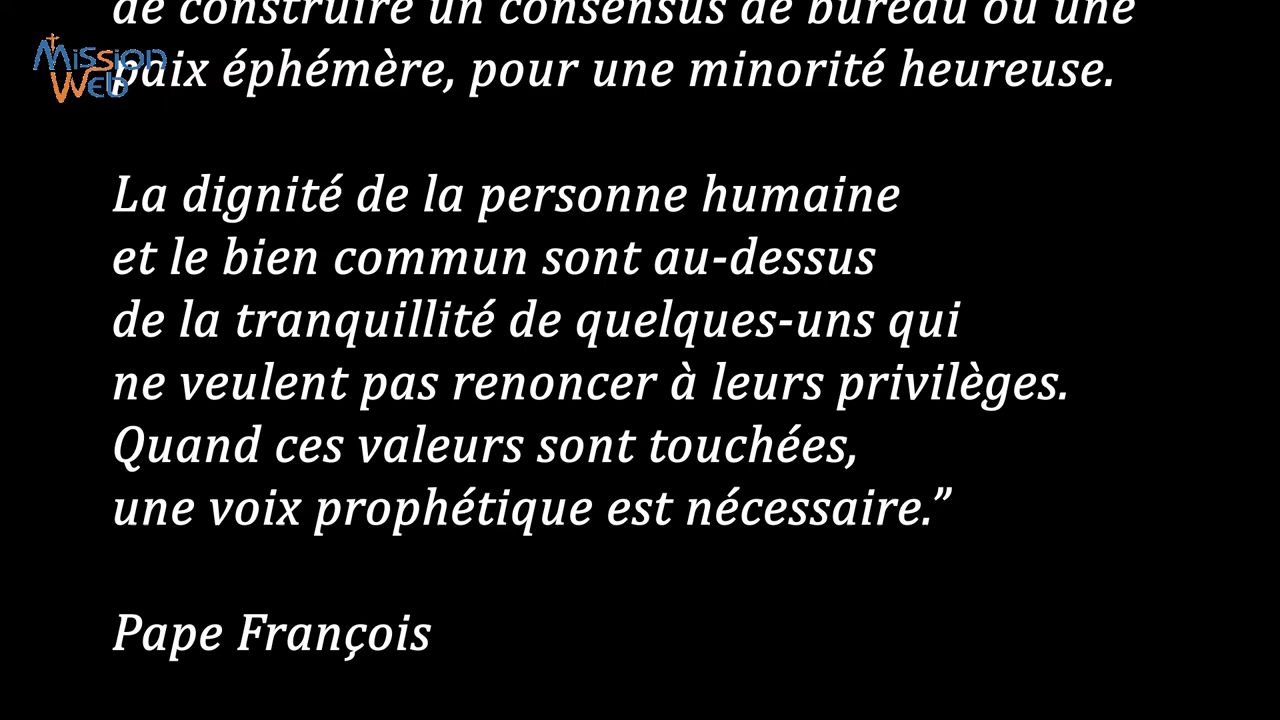 de construire un consensus de bureau ou une
Mission
Web
paix éphémère, pour une minorité heureuse.
La dignité de la personne humaine
et le bien commun sont au-dessus
de la tranquillité de quelques-uns qui
ne veulent pas renoncer à leurs privilèges.
Quand ces valeurs sont touchées,
une voix prophétique est nécessaire.”
Pape François